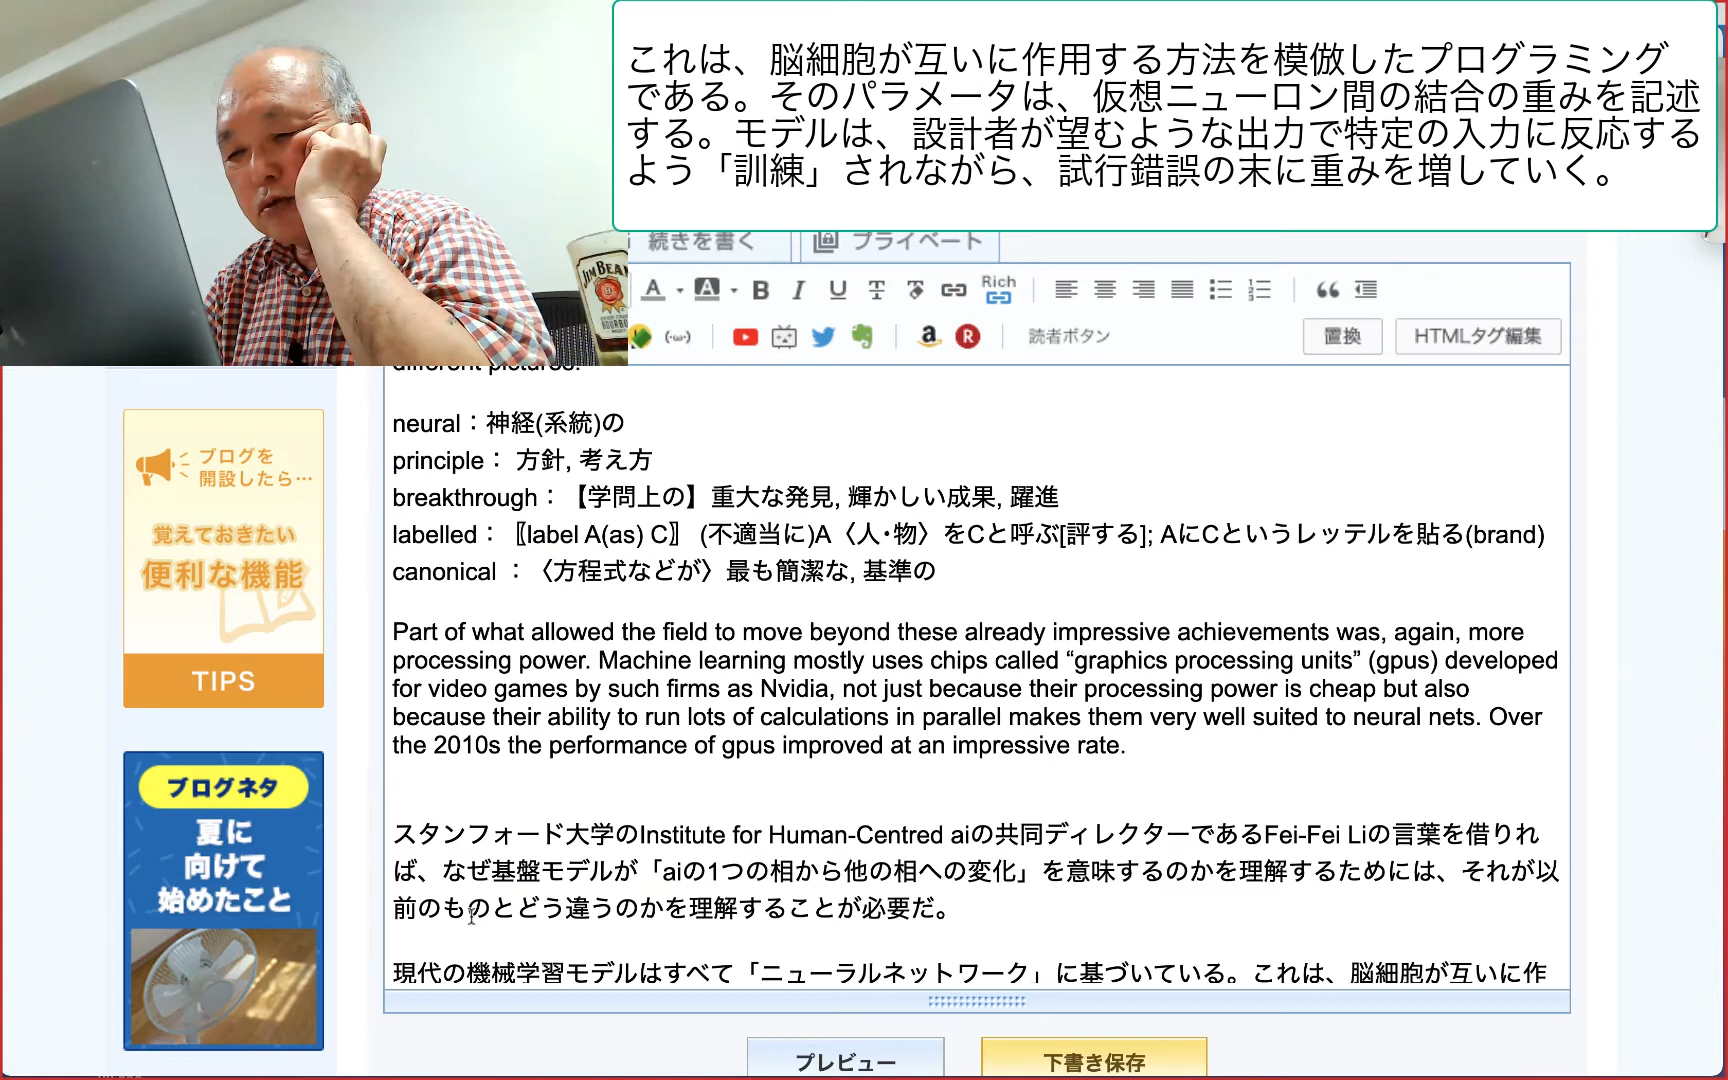 これは、脳細胞が互いに作用する方法を模倣したプログラミング
である。そのパラメータは、仮想ニューロン間の結合の重みを記述
する。モデルは、設計者が望むような出力で特定の入力に反応する
よう「訓練」されながら、試行錯誤の末に重みを増していく。
JIM BEAM
BOURBO
続きを書く
プライベート
A A B I U T Rich
(·ω·) a R 読者ボタン 置換 HTMLタグ編集
different pictures.
neural：神経(系統)の
principle： 方針, 考え方
breakthrough：【学問上の】重大な発見, 輝かしい成果, 躍進
labelled：〖label A(as) C〗 (不適当に)A〈人･物〉をCと呼ぶ[評する]; AにCというレッテルを貼る(brand)
canonical ：〈方程式などが〉最も簡潔な, 基準の
Part of what allowed the field to move beyond these already impressive achievements was, again, more
processing power. Machine learning mostly uses chips called “graphics processing units” (gpus) developed
for video games by such firms as Nvidia, not just because their processing power is cheap but also
because their ability to run lots of calculations in parallel makes them very well suited to neural nets. Over
the 2010s the performance of gpus improved at an impressive rate.
スタンフォード大学のInstitute for Human-Centred aiの共同ディレクターであるFei-Fei Liの言葉を借りれ
ば、なぜ基盤モデルが「aiの1つの相から他の相への変化」を意味するのかを理解するためには、それが以
前のものとどう違うのかを理解することが必要だ。
現代の機械学習モデルはすべて「ニューラルネットワーク」に基づいている。これは、脳細胞が互いに作
ブログを
開設したら…
覚えておきたい
便利な機能
TIPS
ブログネタ
夏に
向けて
始めたこと
プレビュー
下書き保存